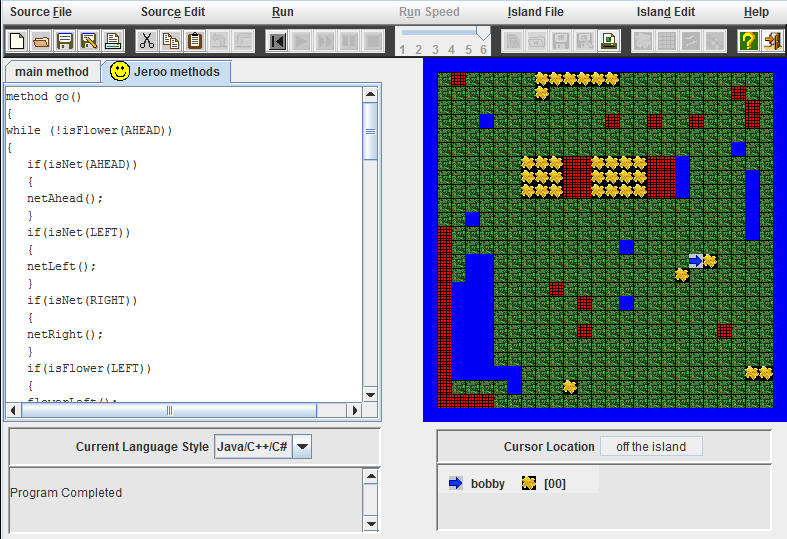 Source File Source Edit Run Run Speed Island File Island Edit Help
1 2 3 4 5 6
main method Jeroo methods
method go()
{
while (!isFlower(AHEAD))
{
if(isNet(AHEAD))
{
netAhead();
}
if(isNet(LEFT))
{
netLeft();
}
if(isNet(RIGHT))
{
netRight();
}
if(isFlower(LEFT))
{
flowerLeft();
Current Language Style Java/C++/C#
Cursor Location off the island
Program Completed
bobby [00]